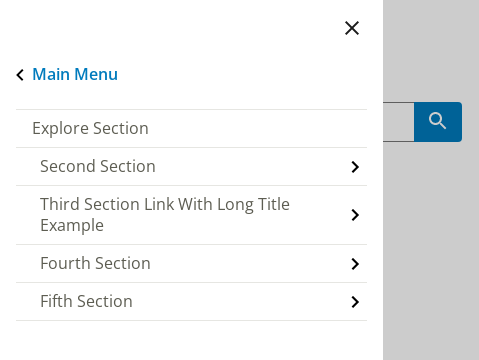 Main Menu
Explore Section
Second Section
Third Section Link With Long Title
Example
Fourth Section
Fifth Section